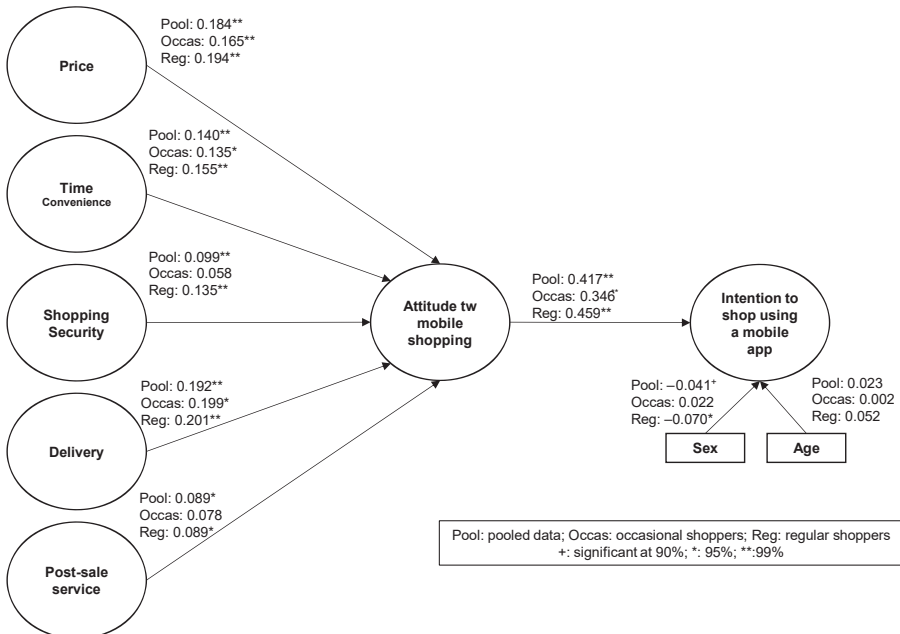 Pool: 0.184**
Occas: 0.165**
Reg: 0.194**
Price
Pool: 0.140**
Occas: 0.135*
Reg: 0.155**
Time
Convenience
Pool: 0.099**
Occas: 0.058
Reg: 0.135**
Shopping
Security
Attitude tw
mobile
shopping
Pool: 0.417**
Occas: 0.346*
Reg: 0.459**
Intention to
shop using
a mobile
app
Pool: 0.192**
Occas: 0.199*
Reg: 0.201**
Delivery
Pool: –0.041+
Occas: 0.022
Reg: –0.070*
Pool: 0.023
Occas: 0.002
Reg: 0.052
Sex
Age
Pool: 0.089*
Occas: 0.078
Reg: 0.089*
Post-sale
service
Pool: pooled data; Occas: occasional shoppers; Reg: regular shoppers
+: significant at 90%; *: 95%; **:99%